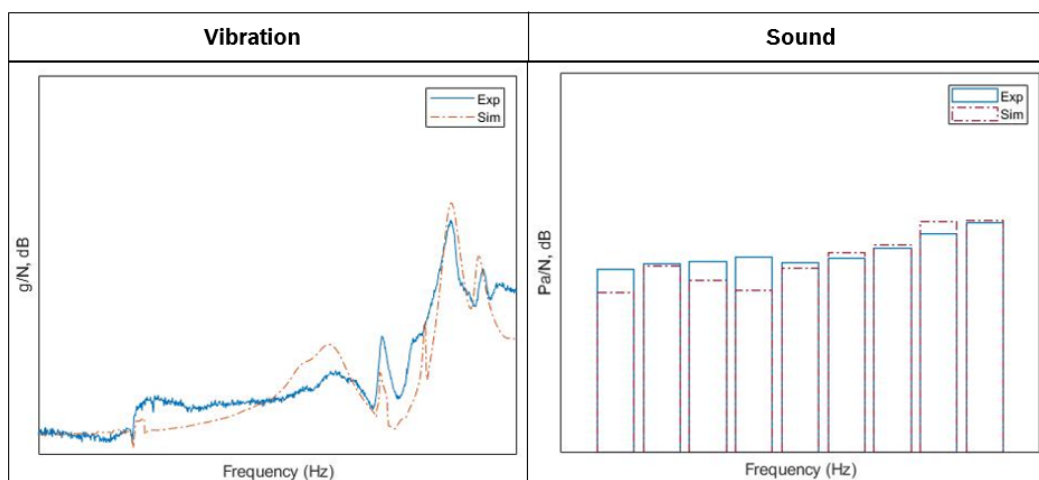 Vibration
Sound
Exp
Sim
g/N, dB
Frequency (Hz)
Exp
Sim
Pa/N, dB
Frequency (Hz)